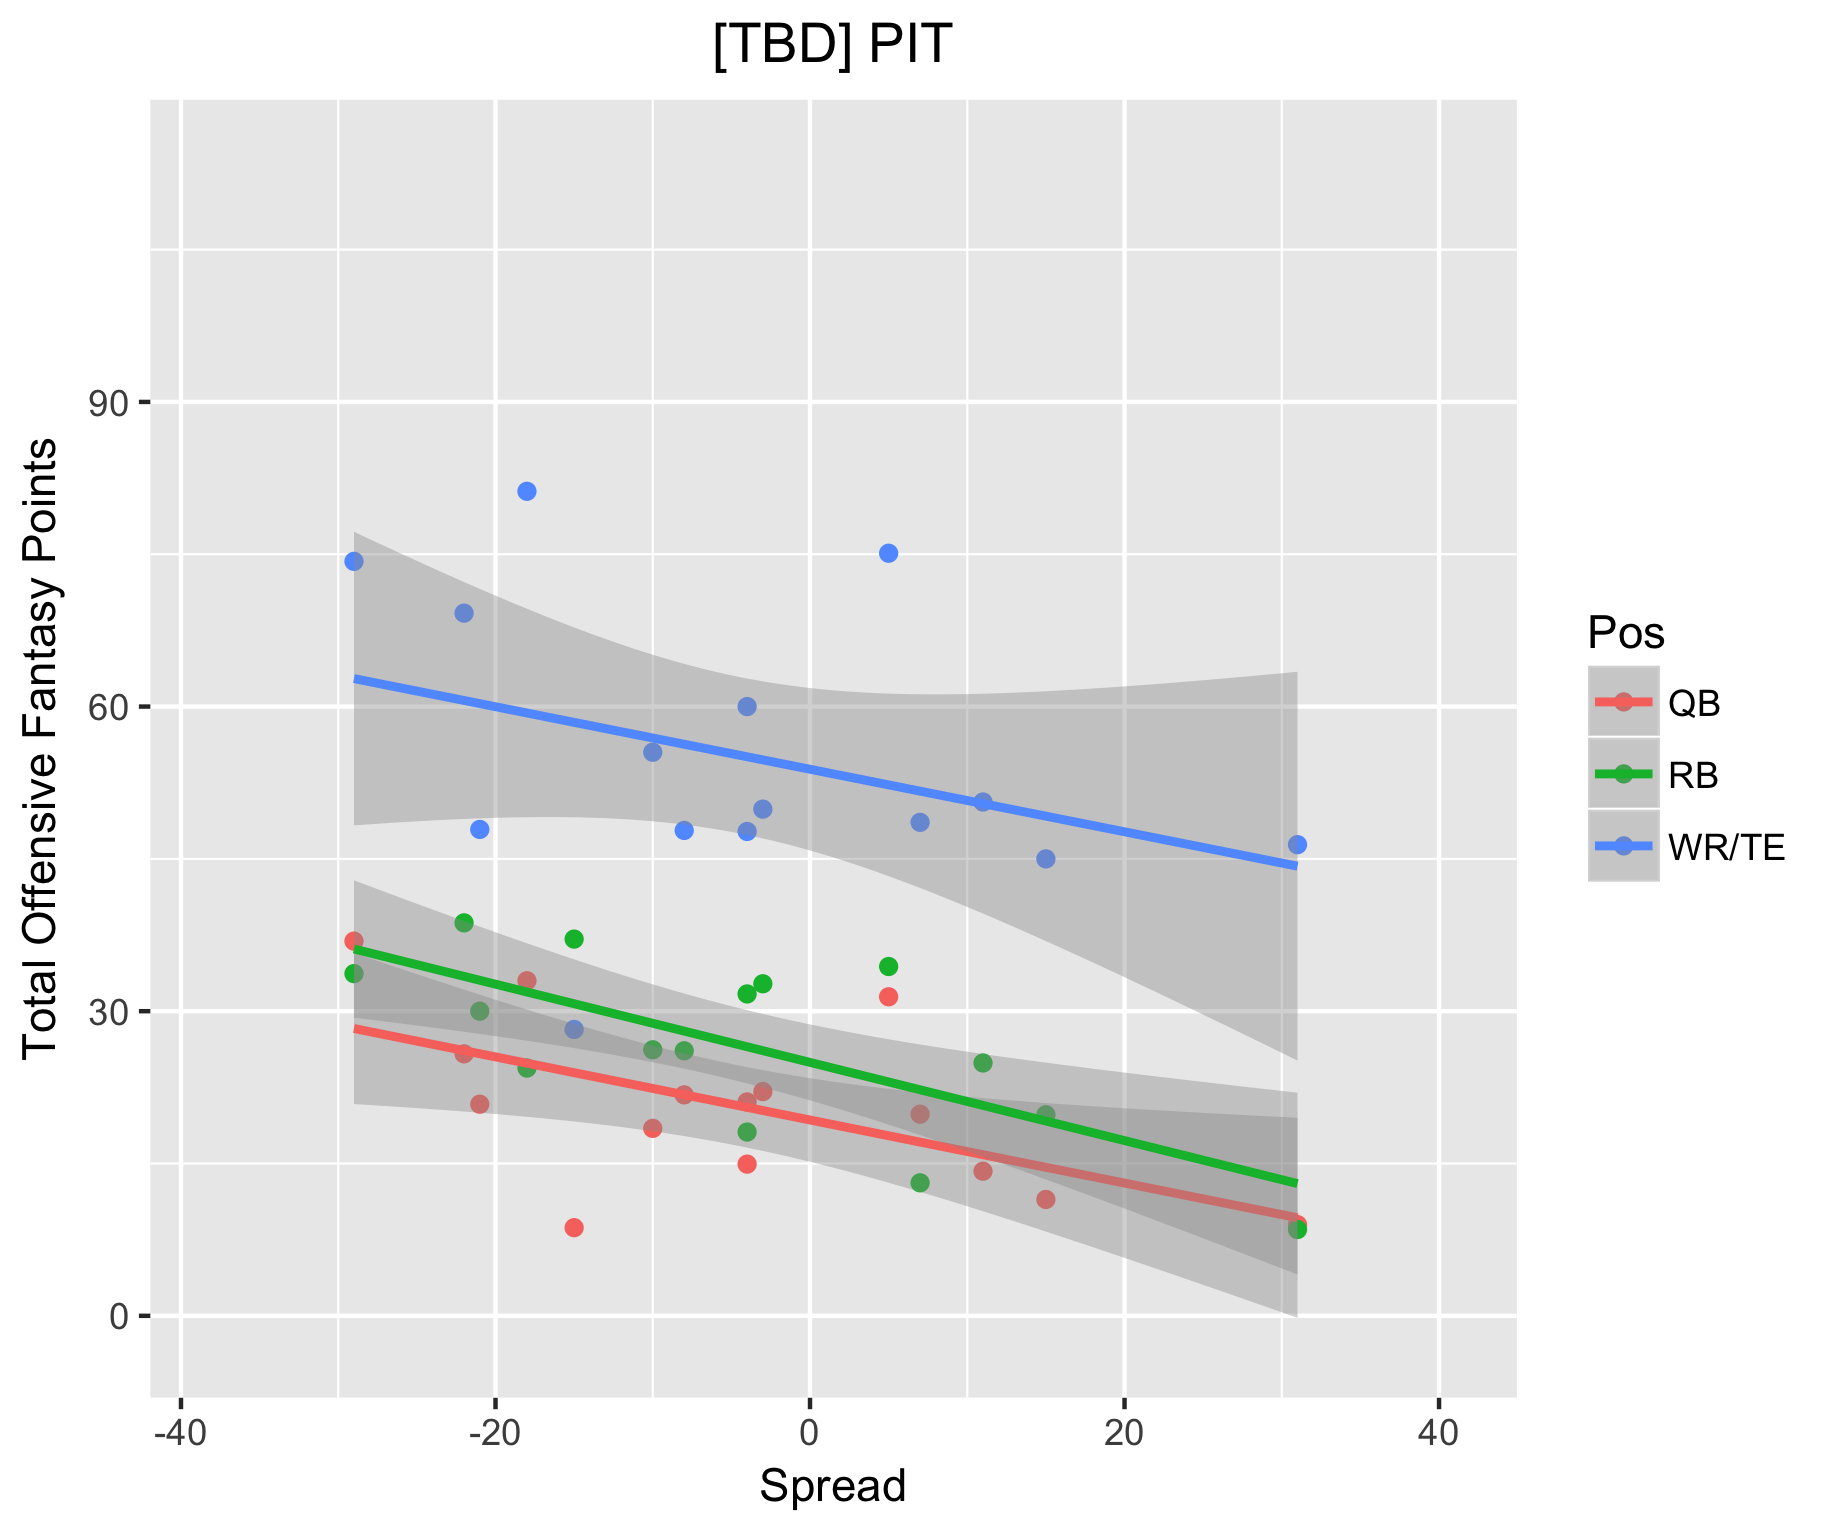 [TBD] PIT
Total Offensive Fantasy Points
90
60
30
0
-40
-20
0
20
40
Spread
Pos
QB
RB
WR/TE